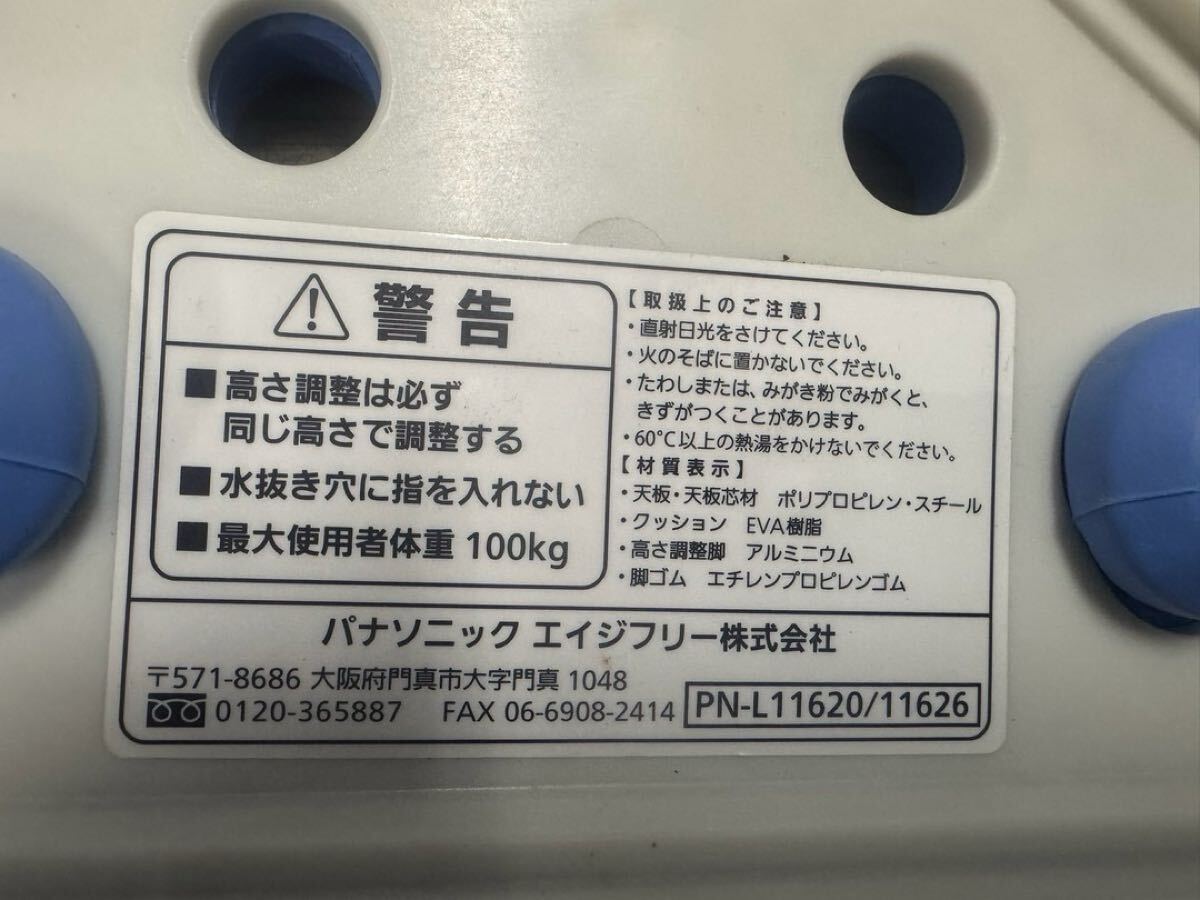 警告
■高さ調整は必ず
同じ高さで調整する
■水抜き穴に指を入れない
■最大使用者体重 100kg
【取扱上のご注意】
・直射日光をさけてください。
・火のそばに置かないでください。
・たわしまたは、みがき粉でみがくと、
きずがつくことがあります。
・60℃以上の熱湯をかけないでください。
【材質表示】
・天板・天板芯材 ポリプロピレン・スチール
・クッション EVA樹脂
・高さ調整脚 アルミニウム
・脚ゴム エチレンプロピレンゴム
パナソニック エイジフリー株式会社
〒571-8686 大阪府門真市大字門真 1048
0120-365887 FAX 06-6908-2414
PN-L11620/11626